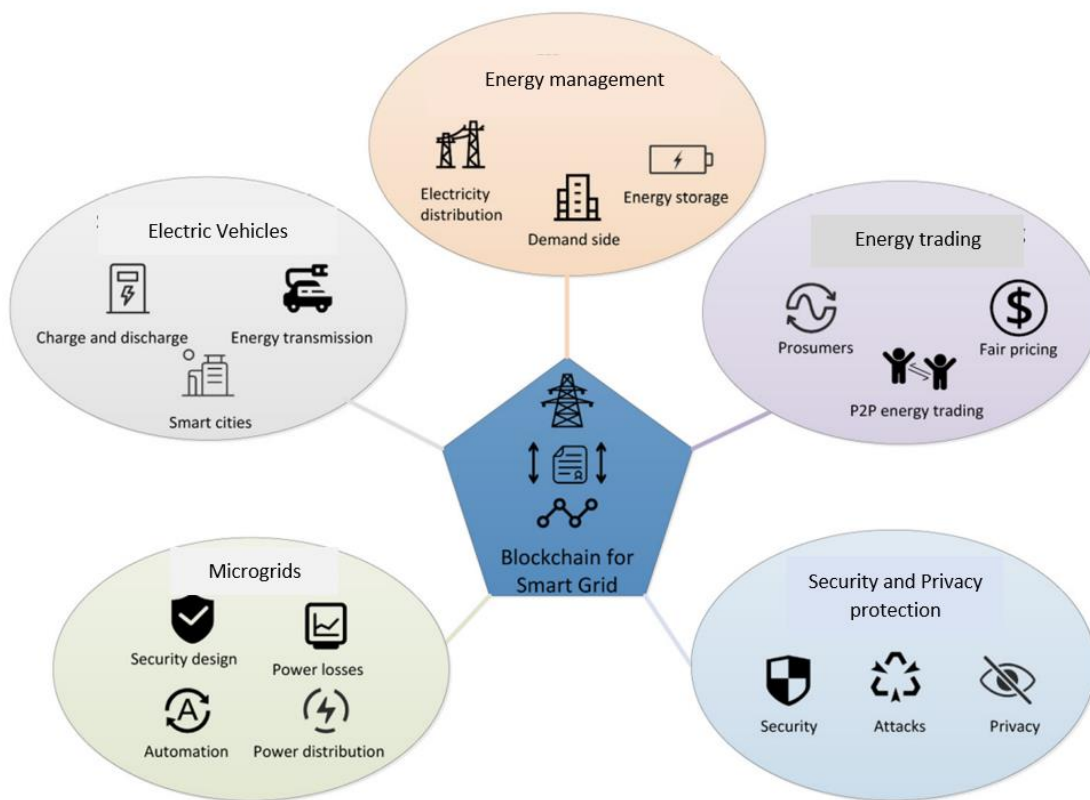 Energy management
Electricity
distribution
Demand side
Energy storage
Electric Vehicles
Charge and discharge
Energy transmission
Smart cities
Energy trading
Prosumers
$
Fair pricing
P2P energy trading
Blockchain for
Smart Grid
Microgrids
Security design
Power losses
A
Automation
Power distribution
Security and Privacy
protection
Security
Attacks
Privacy